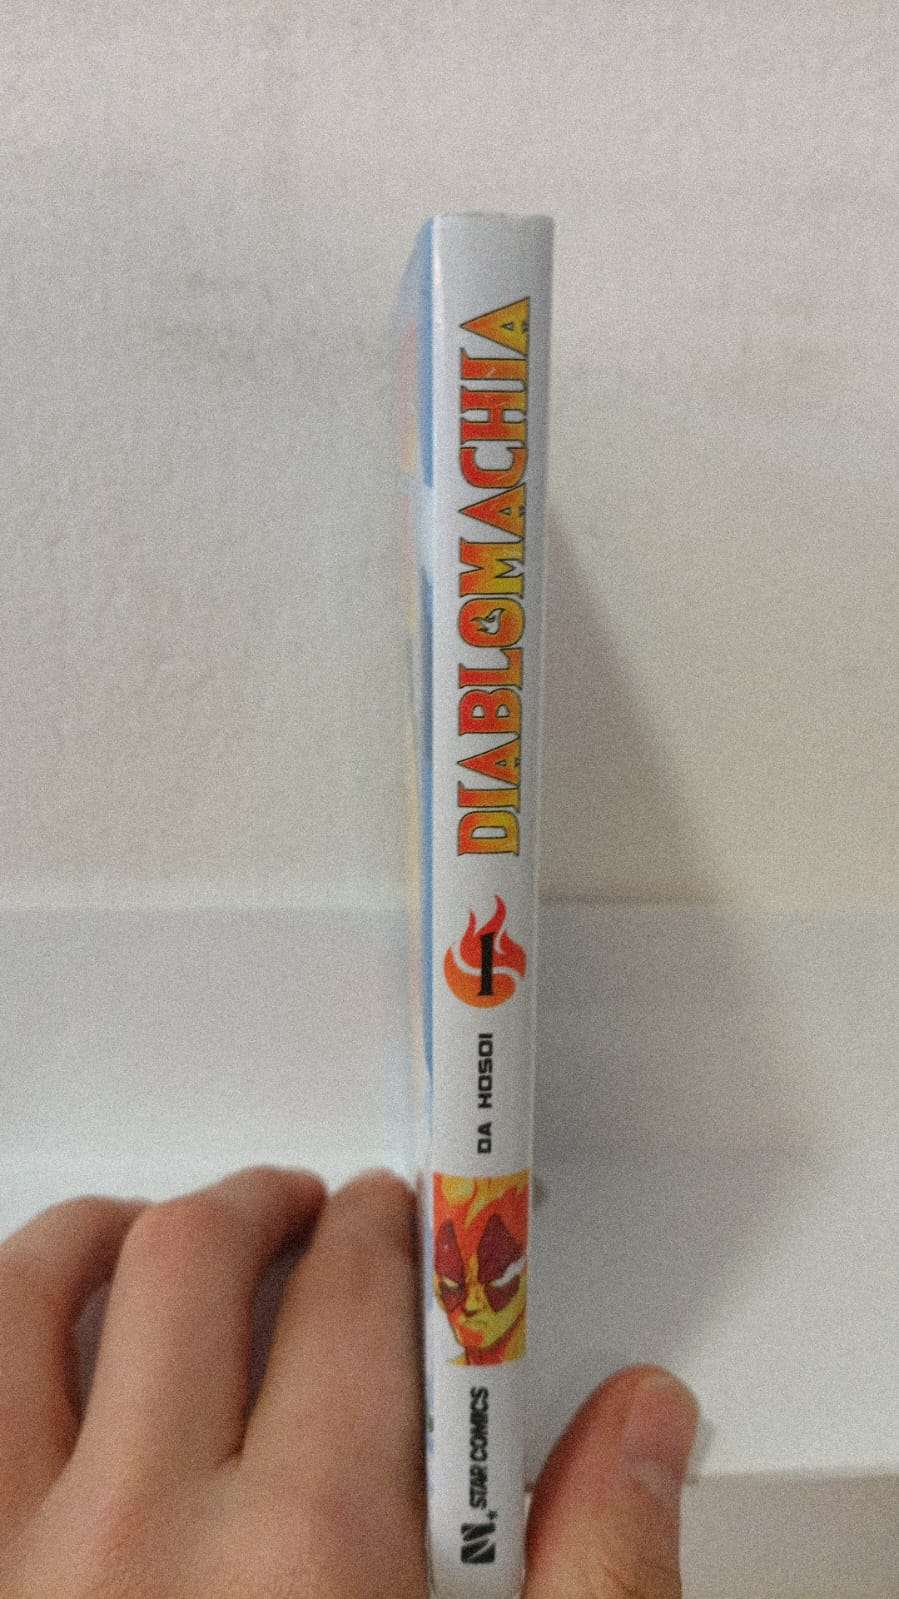 DIABLOMACHIA
1
DA HOSOI
STAR COMICS